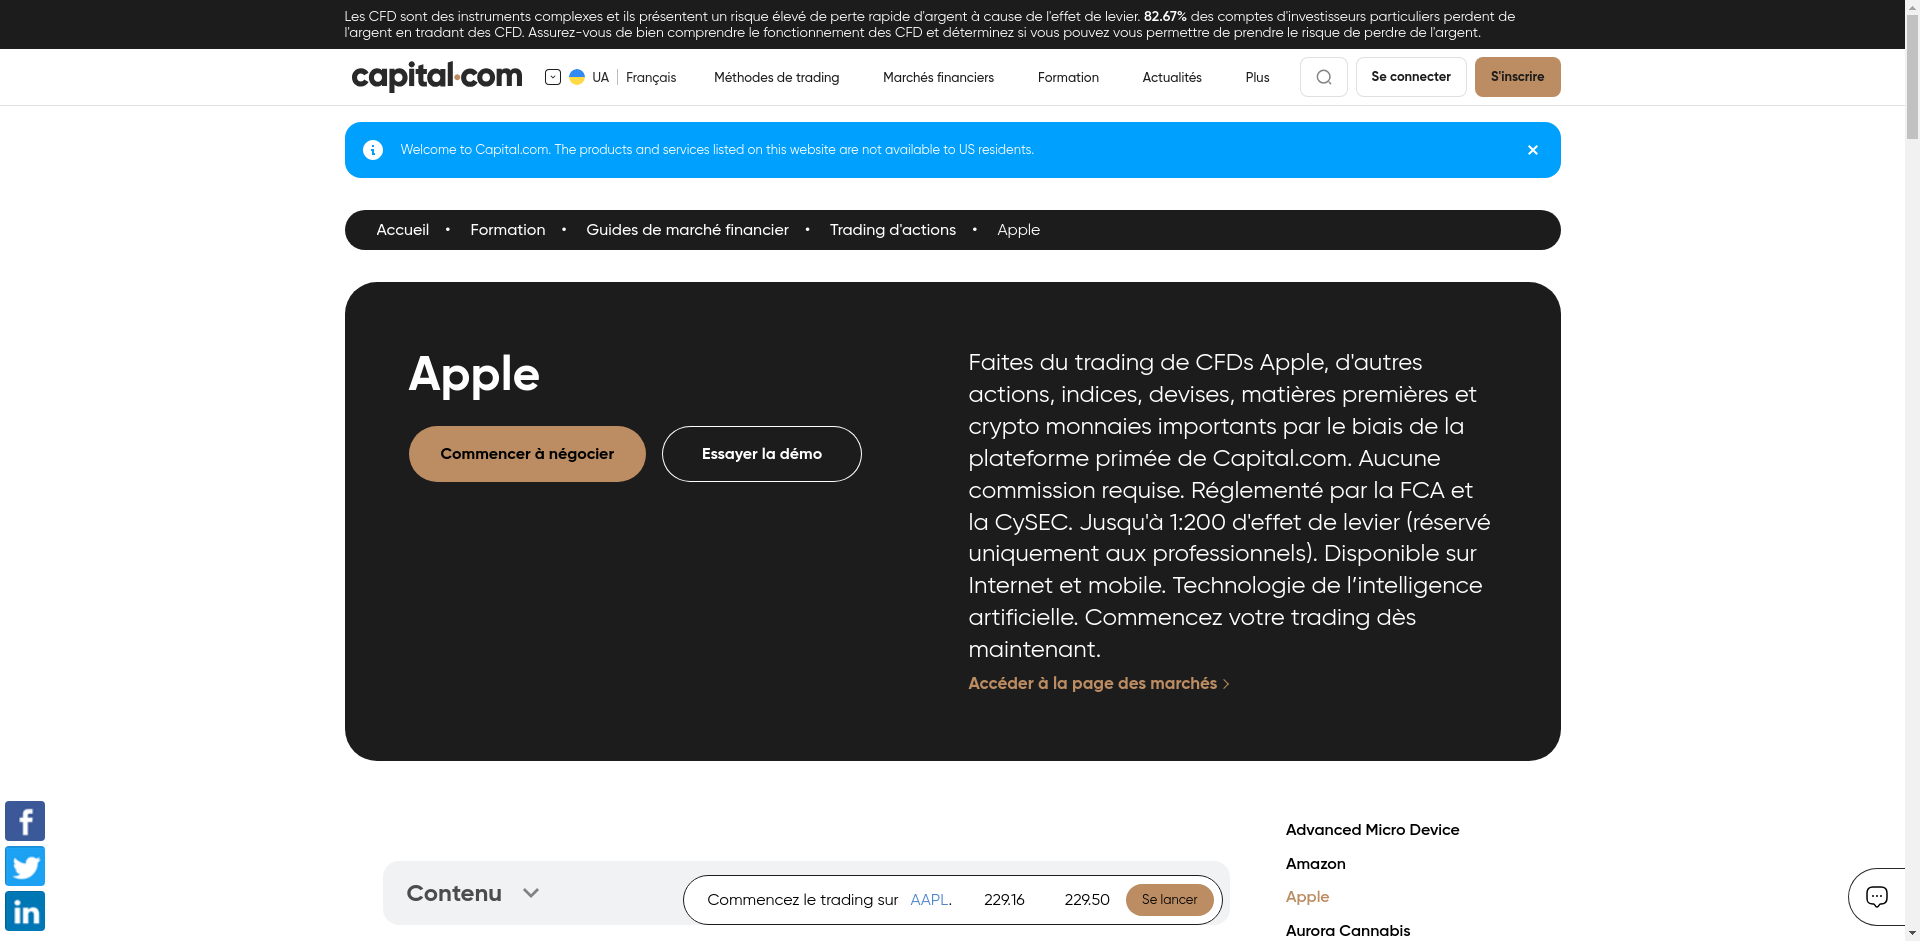 Les CFD sont des instruments complexes et ils présentent un risque élevé de perte rapide d'argent à cause de l'effet de levier. 82.67% des comptes d'investisseurs particuliers perdent de
l'argent en tradant des CFD. Assurez-vous de bien comprendre le fonctionnement des CFD et déterminez si vous pouvez vous permettre de prendre le risque de perdre de l'argent.
capital.com
UA | Français
Méthodes de trading
Marchés financiers
Formation
Actualités
Plus
Se connecter
S'inscrire
Welcome to Capital.com. The products and services listed on this website are not available to US residents.
Accueil • Formation • Guides de marché financier • Trading d'actions • Apple
Apple
Commencer à négocier
Essayer la démo
Faites du trading de CFDs Apple, d'autres
actions, indices, devises, matières premières et
crypto monnaies importants par le biais de la
plateforme primée de Capital.com. Aucune
commission requise. Réglementé par la FCA et
la CySEC. Jusqu'à 1:200 d'effet de levier (réservé
uniquement aux professionnels). Disponible sur
Internet et mobile. Technologie de l’intelligence
artificielle. Commencez votre trading dès
maintenant.
Accéder à la page des marchés
Contenu
Commencez le trading sur AAPL. 229.16 229.50 Se lancer
Advanced Micro Device
Amazon
Apple
Aurora Cannabis